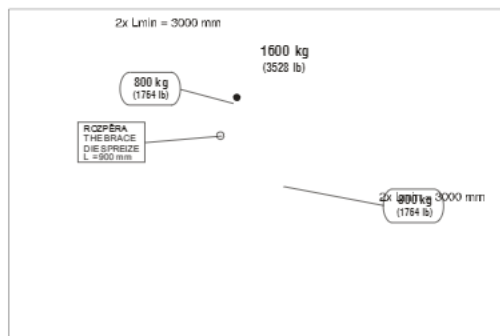 2x Lmin = 3000 mm
1600 kg
(3528 lb)
800 kg
(1764 lb)
ROZPĚRA
THE BRACE
DIE SPREIZE
L =900 mm
2x Lmin = 3000 mm
800 kg
(1764 lb)